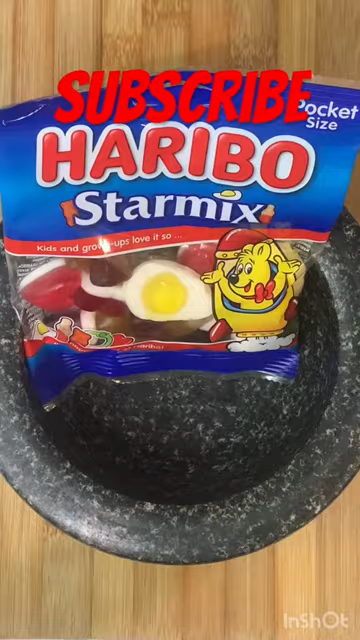 SUBSCRIBE
Pocket
Size
HARIBO
Starmix
Kids and grown-ups love it so ...
InShOt